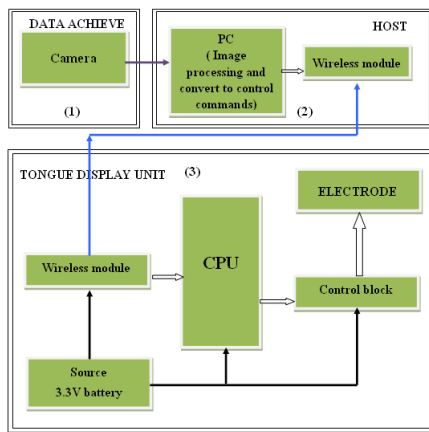 DATA ACHIEVE
Camera
(1)
HOST
PC
( Image
processing and
convert to control
commands)
Wireless module
(2)
TONGUE DISPLAY UNIT
(3)
ELECTRODE
CPU
Wireless module
Control block
Source
3.3V battery